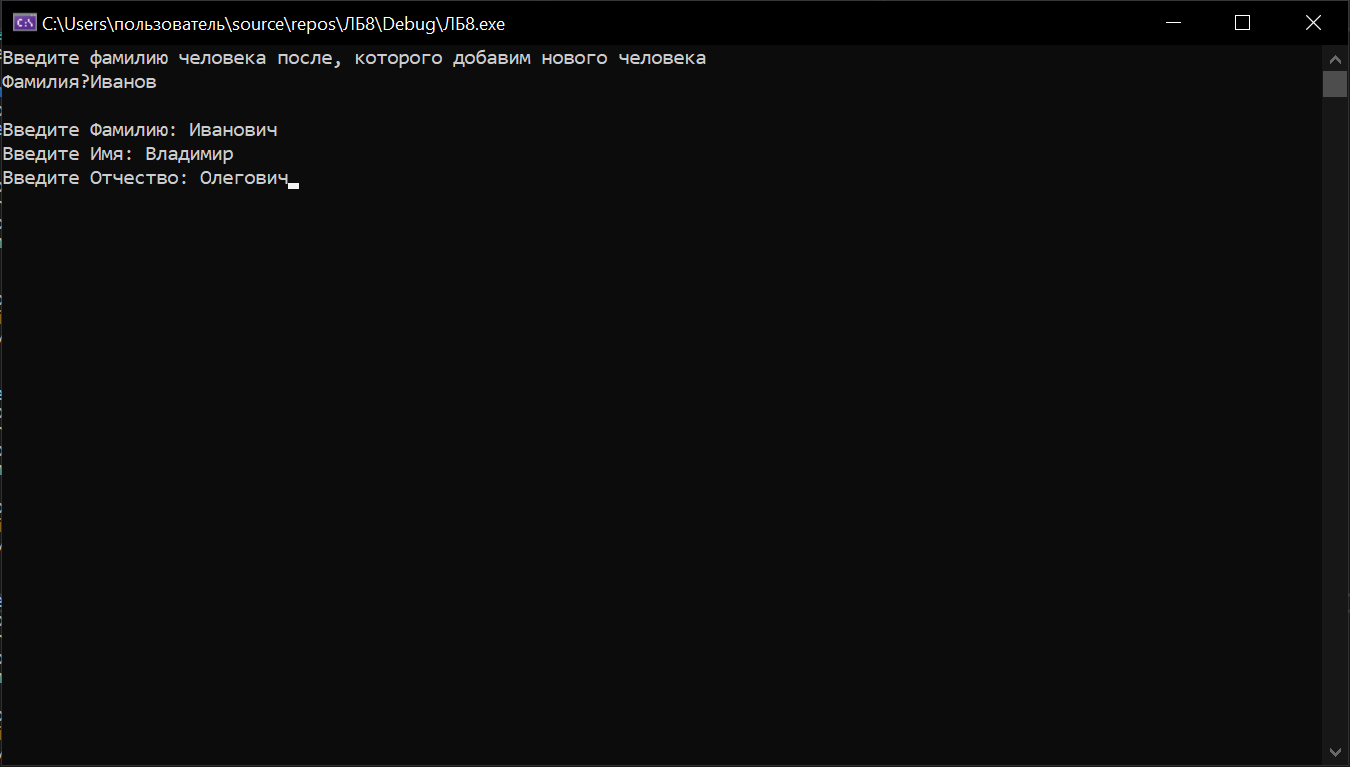 C:\Users\пользователь\source\repos\ЛБ8\Debug\ЛБ8.exe
Введите фамилию человека после, которого добавим нового человека
Фамилия?Иванов
Введите Фамилию: Иванович
Введите Имя: Владимир
Введите Отчество: Олегович